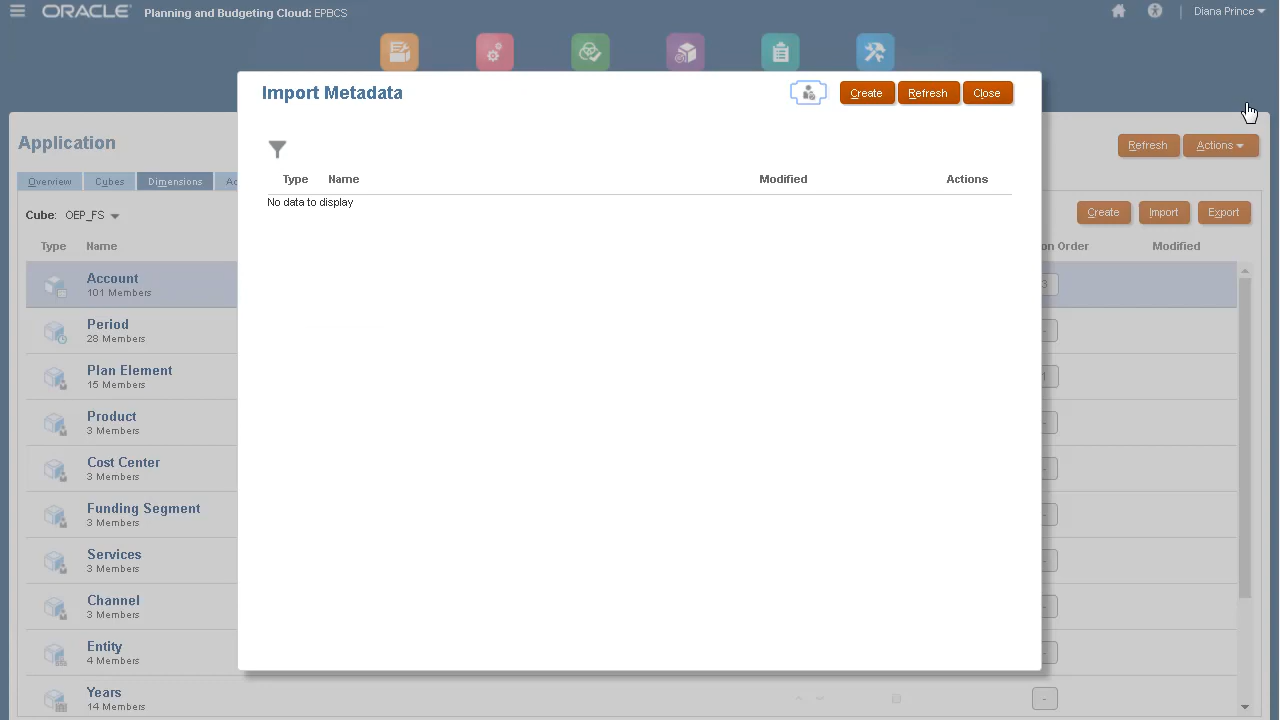 ORACLE Planning and Budgeting Cloud: EPBCS
Diana Prince
Import Metadata
Create Refresh Close
Type Name Modified Actions
No data to display
Application
Refresh Actions
Overview Cubes Dimensions
Cube: OEP_FS
Create Import Export
Type Name on Order Modified
Account
101 Members
3
Period
28 Members
Plan Element
15 Members
Product
3 Members
Cost Center
3 Members
Funding Segment
3 Members
Services
3 Members
Channel
3 Members
Entity
4 Members
Years
14 Members
-